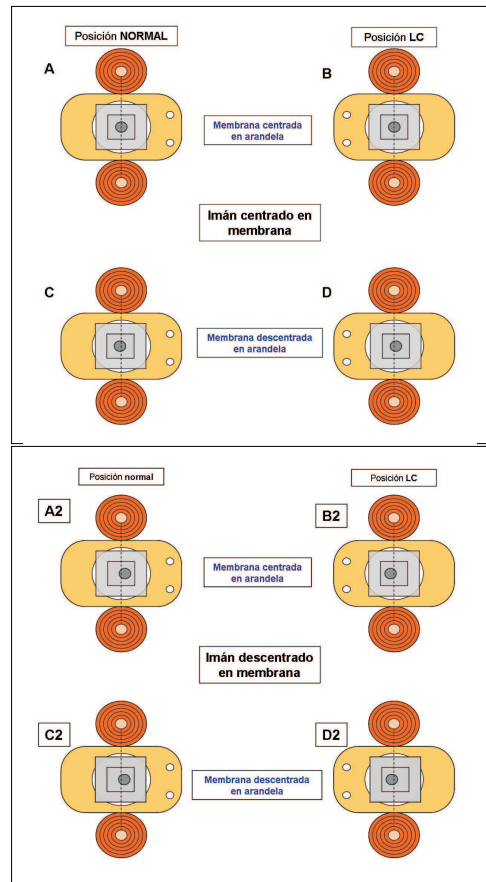 Posición NORMAL
Posición LC
A
B
Membrana centrada
en arandela
Imán centrado en
membrana
C
D
Membrana descentrada
en arandela
Posición normal
Posición LC
A2
B2
Membrana centrada
en arandela
Imán descentrado
en membrana
C2
D2
Membrana descentrada
en arandela